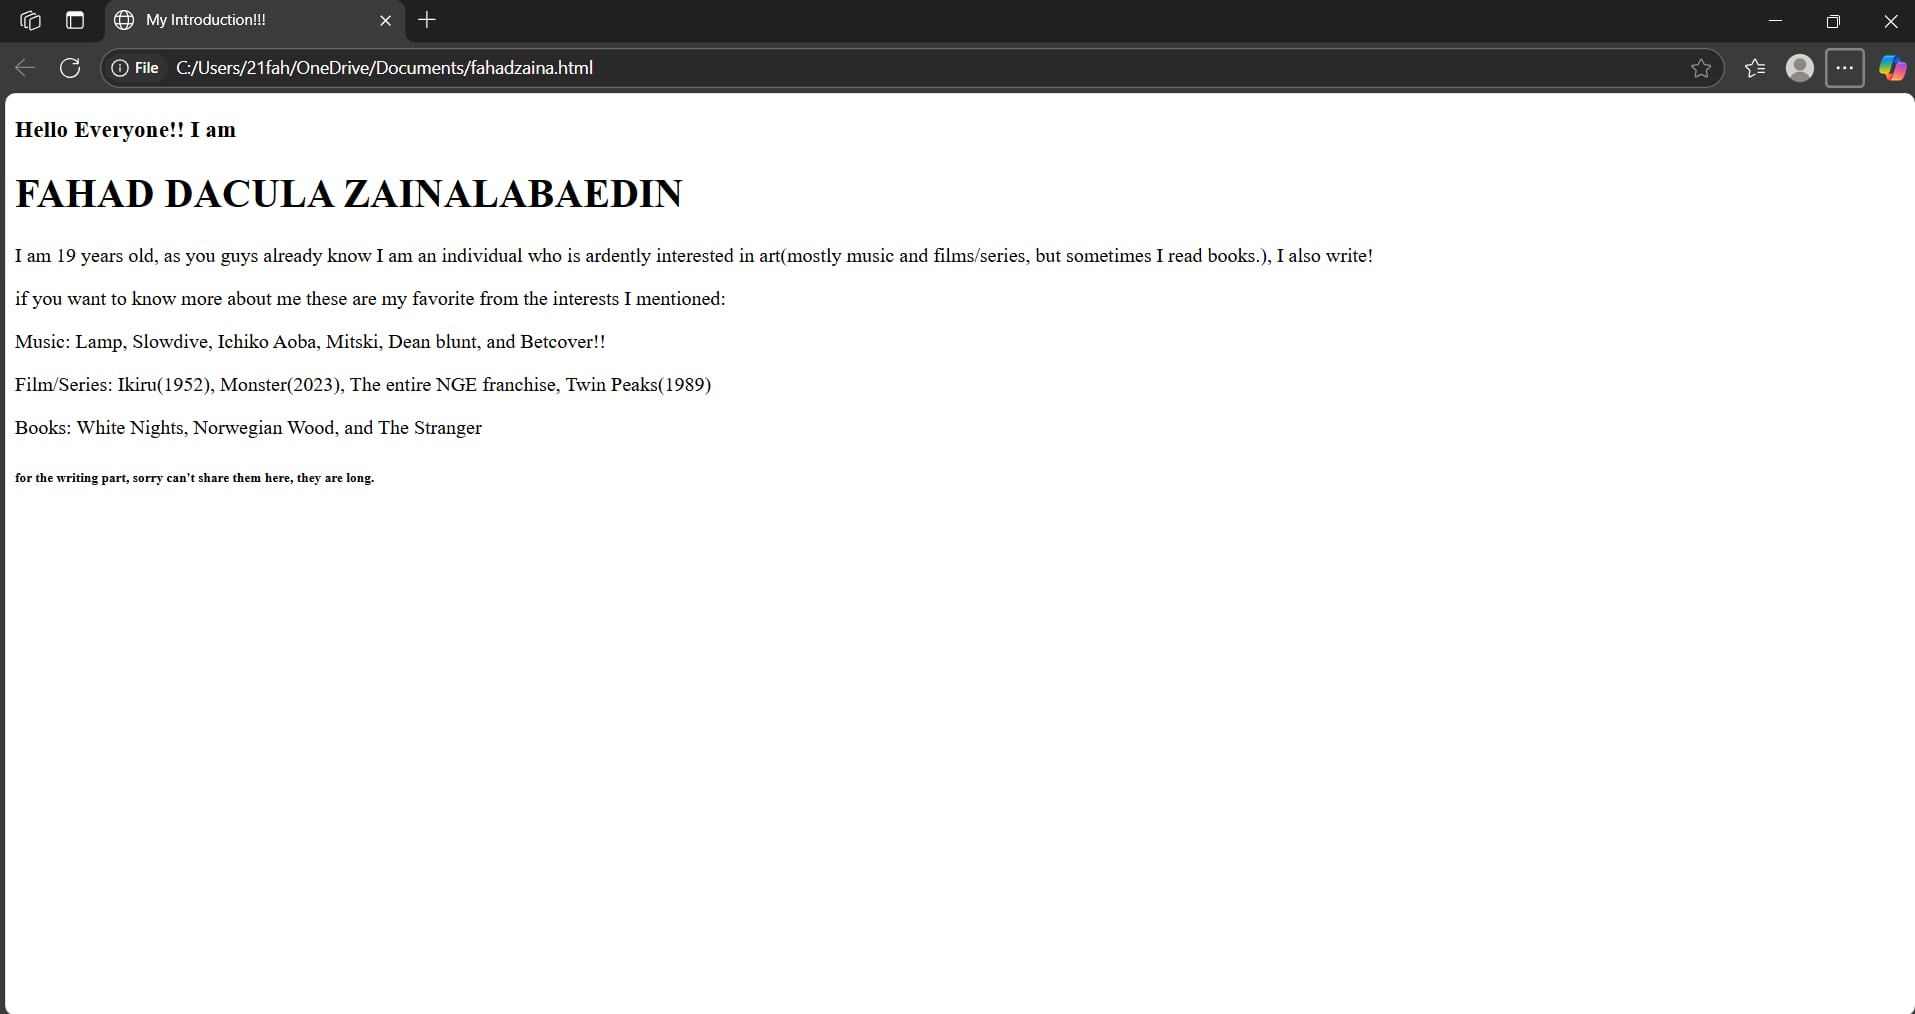 My Introduction!!!
File C:/Users/21fah/OneDrive/Documents/fahadzaina.html
Hello Everyone!! I am
FAHAD DACULA ZAINALABAEDIN
I am 19 years old, as you guys already know I am an individual who is ardently interested in art(mostly music and films/series, but sometimes I read books.), I also write!
if you want to know more about me these are my favorite from the interests I mentioned:
Music: Lamp, Slowdive, Ichiko Aoba, Mitski, Dean blunt, and Betcover!!
Film/Series: Ikiru(1952), Monster(2023), The entire NGE franchise, Twin Peaks(1989)
Books: White Nights, Norwegian Wood, and The Stranger
for the writing part, sorry can't share them here, they are long.